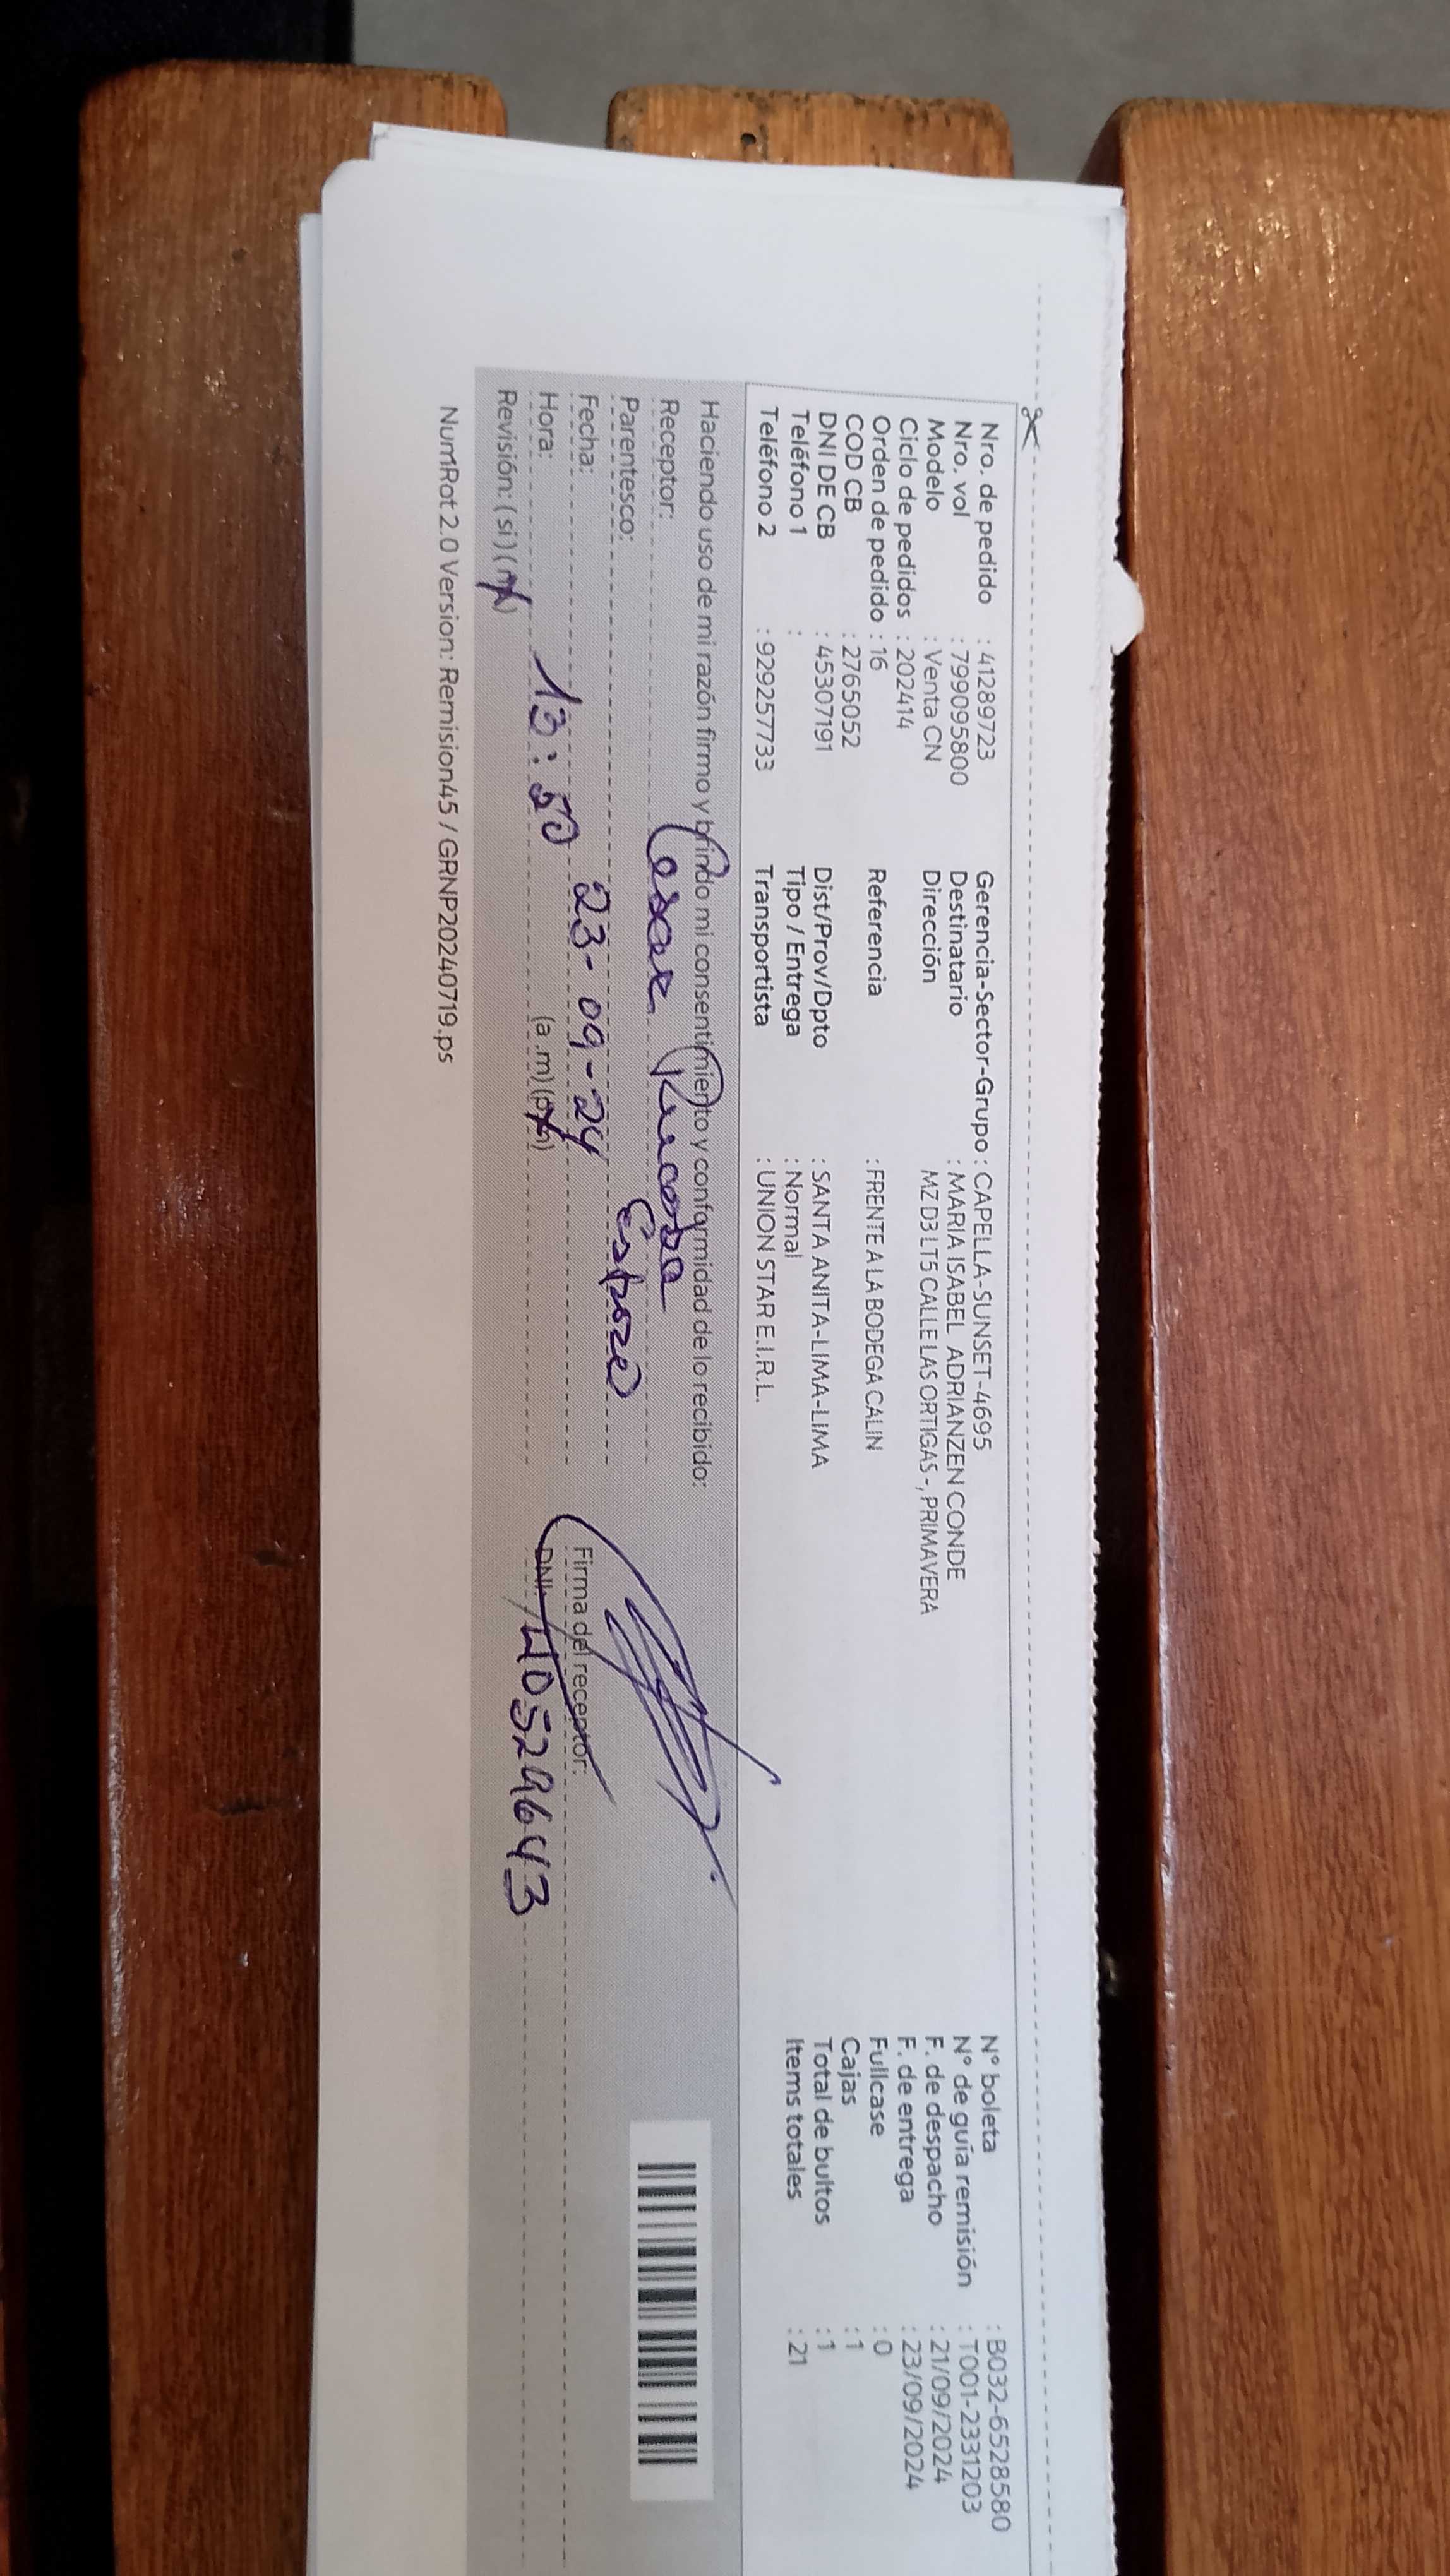 Nro. de pedido : 41289723
Nro. vol : 799095800
Modelo : Venta CN
Ciclo de pedidos : 202414
Orden de pedido : 16
COD CB : 2765052
DNI DE CB : 45307191
Teléfono 1 :
Teléfono 2 : 929257733
Gerencia-Sector-Grupo : CAPELLA-SUNSET-4695
Destinatario : MARIA ISABEL ADRIANZEN CONDE
Dirección MZ D3 LT5 CALLE LAS ORTIGAS -, PRIMAVERA
Referencia : FRENTE A LA BODEGA CALIN
Dist/Prov/Dpto : SANTA ANITA-LIMA-LIMA
Tipo / Entrega : Normal
Transportista : UNION STAR E.I.R.L.
N° boleta : B032-6528580
N° de guía remisión : T001-2331203
F. de despacho : 21/09/2024
F. de entrega : 23/09/2024
Fullcase : 0
Cajas : 1
Total de bultos : 1
Items totales : 21
Haciendo uso de mi razón firmo y brindo mi consentimiento y conformidad de lo recibido:
Receptor: Cesar
Parentesco: Esposo
Fecha: 23-09-24
Hora: 13:50 (a.m) (pm)
Revisión: (si) (no)
Firma del receptor:
DNI: 40529643
NumRot 2.0 Version: Remision45 / GRNP20240719.ps